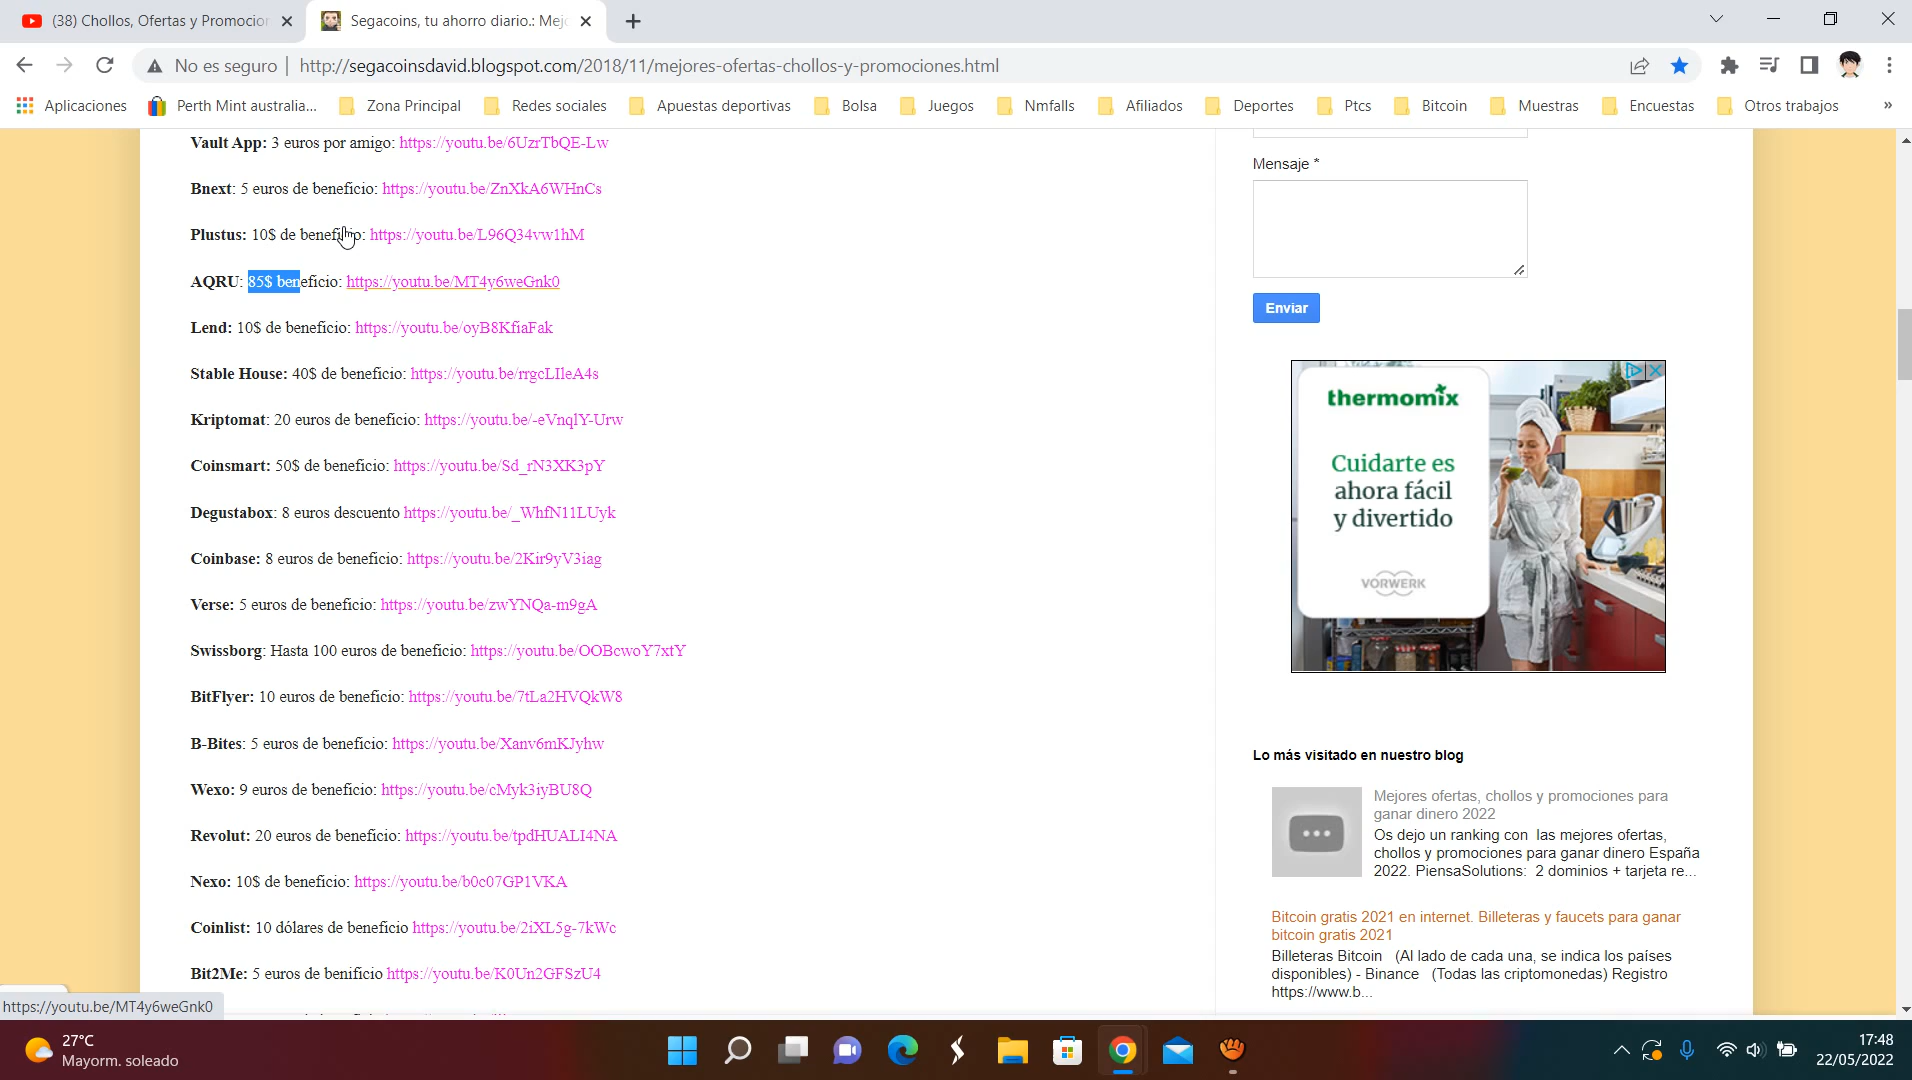 (38) Chollos, Ofertas y Promocion
Segacoins, tu ahorro diario.: Mej
No es seguro | http://segacoinsdavid.blogspot.com/2018/11/mejores-ofertas-chollos-y-promociones.html
Aplicaciones Perth Mint australia... Zona Principal Redes sociales Apuestas deportivas Bolsa Juegos Nmfalls Afiliados Deportes Ptcs Bitcoin Muestras Encuestas Otros trabajos »
Vault App: 3 euros por amigo: https://youtu.be/6UzrTbQE-Lw
Bnext: 5 euros de beneficio: https://youtu.be/ZnXkA6WHnCs
Plustus: 10$ de beneficio: https://youtu.be/L96Q34vw1hM
AQRU: 85$ beneficio: https://youtu.be/MT4y6weGnk0
Lend: 10$ de beneficio: https://youtu.be/oyB8KfiaFak
Stable House: 40$ de beneficio: https://youtu.be/rrgcLIleA4s
Kriptomat: 20 euros de beneficio: https://youtu.be/-eVnqIY-Urw
Coinsmart: 50$ de beneficio: https://youtu.be/Sd_rN3XK3pY
Degustabox: 8 euros descuento https://youtu.be/_WhfN11LUyk
Coinbase: 8 euros de beneficio: https://youtu.be/2Kir9yV3iag
Verse: 5 euros de beneficio: https://youtu.be/zwYNQa-m9gA
Swissborg: Hasta 100 euros de beneficio: https://youtu.be/OOBcwoY7xtY
BitFlyer: 10 euros de beneficio: https://youtu.be/7tLa2HVQkW8
B-Bites: 5 euros de beneficio: https://youtu.be/Xanv6mKJyhw
Wexo: 9 euros de beneficio: https://youtu.be/cMyk3iyBU8Q
Revolut: 20 euros de beneficio: https://youtu.be/tpdHUALI4NA
Nexo: 10$ de beneficio: https://youtu.be/b0c07GP1VKA
Coinlist: 10 dólares de beneficio https://youtu.be/2iXL5g-7kWc
Bit2Me: 5 euros de benificio https://youtu.be/K0Un2GFSzU4
https://youtu.be/MT4y6weGnk0
Mensaje *
Enviar
thermomix
Cuidarte es
ahora fácil
y divertido
VORWERK
Lo más visitado en nuestro blog
Mejores ofertas, chollos y promociones para
ganar dinero 2022
Os dejo un ranking con las mejores ofertas,
chollos y promociones para ganar dinero España
2022. PiensaSolutions: 2 dominios + tarjeta re...
Bitcoin gratis 2021 en internet. Billeteras y faucets para ganar
bitcoin gratis 2021
Billeteras Bitcoin (Al lado de cada una, se indica los países
disponibles) - Binance (Todas las criptomonedas) Registro
https://www.b...
27°C
Mayorm. soleado
17:48
22/05/2022